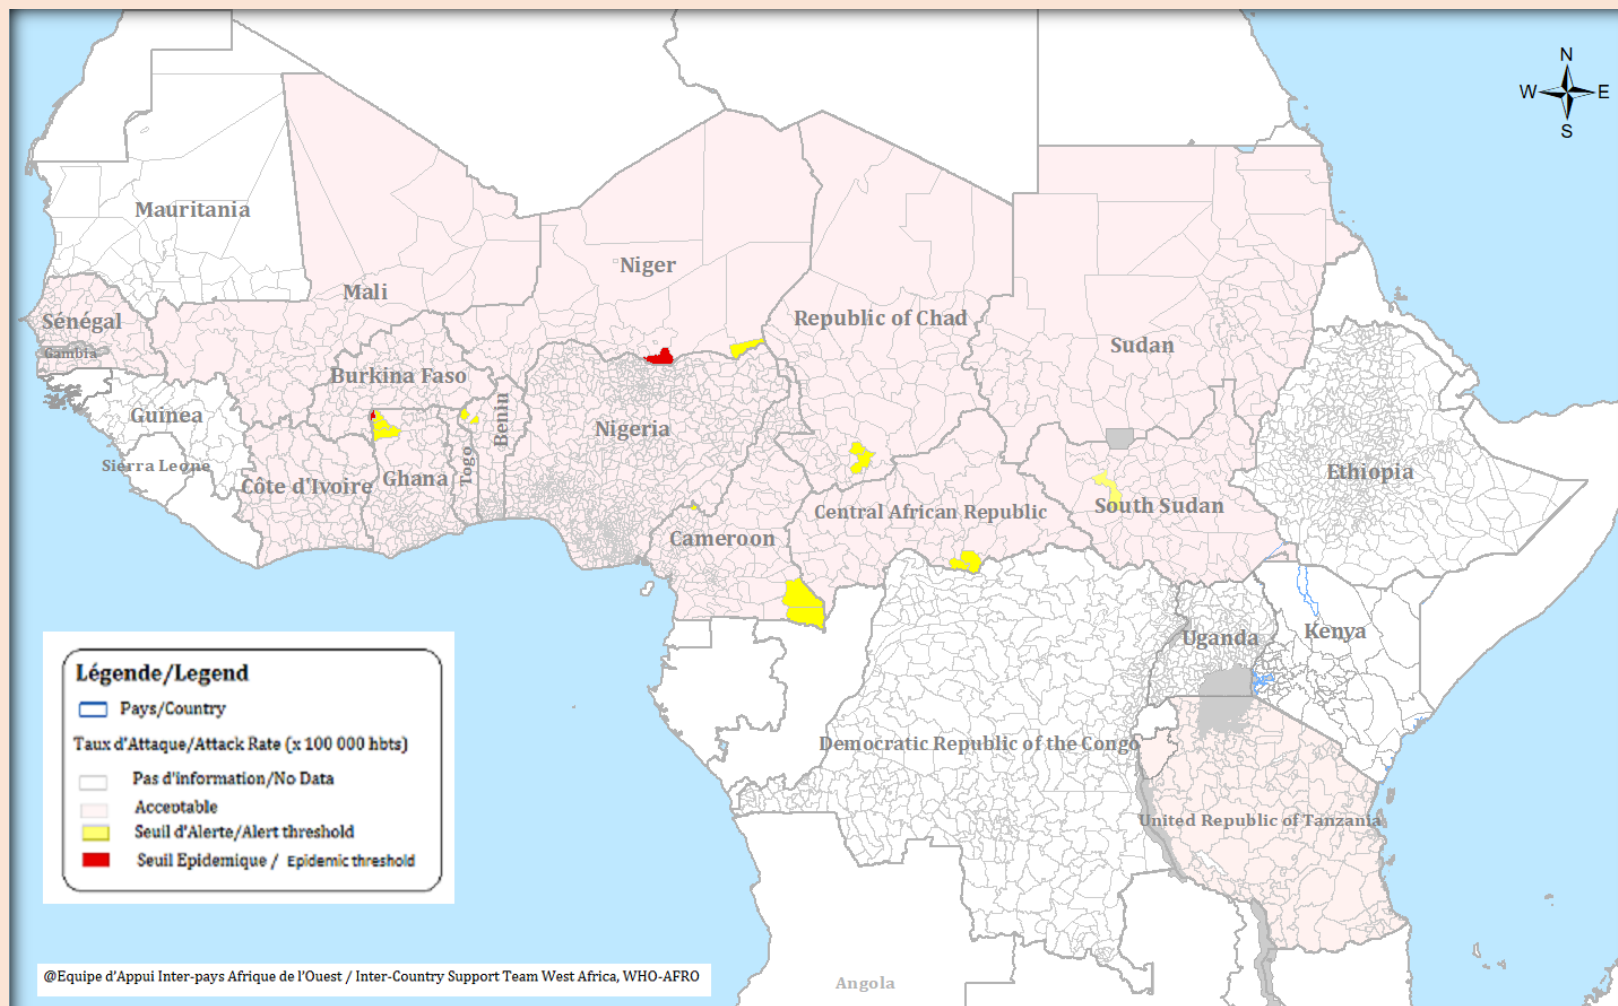 N
W E
S
Mauritania
Niger
Mali
Republic of Chad
Sénégal
Sudan
Gambia
Burkina Faso
Guinea
Nigeria
Benin
Sierra Leone
Togo
Ghana
Côte d'Ivoire
Ethiopia
South Sudan
Central African Republic
Cameroon
Uganda
Kenya
Democratic Republic of the Congo
United Republic of Tanzania
Angola
Légende/Legend
Pays/Country
Taux d'Attaque/Attack Rate (x 100 000 hbts)
Pas d'information/No Data
Acceptable
Seuil d'Alerte/Alert threshold
Seuil Epidemique / Epidemic threshold
@Equipe d'Appui Inter-pays Afrique de l'Ouest / Inter-Country Support Team West Africa, WHO-AFRO